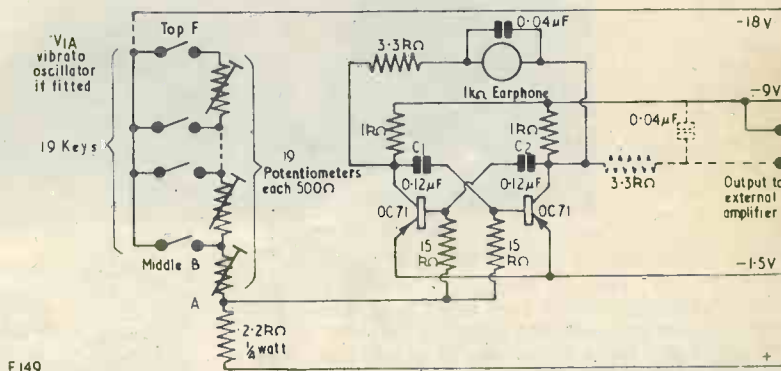 Top F
VIA
vibrato
oscillator
if fitted
19 Keys
19
Potentiometers
each 500Ω
Middle B
A
2·2RΩ
¼ watt
F149
3·3RΩ
0·04μF
1kΩ Earphone
1RΩ
C1
0·12μF
C2
0·12μF
1RΩ
OC71
OC71
15
RΩ
15
RΩ
3·3RΩ
0·04μF
-18V
-9V
Output to
external
amplifier
-1·5V
+